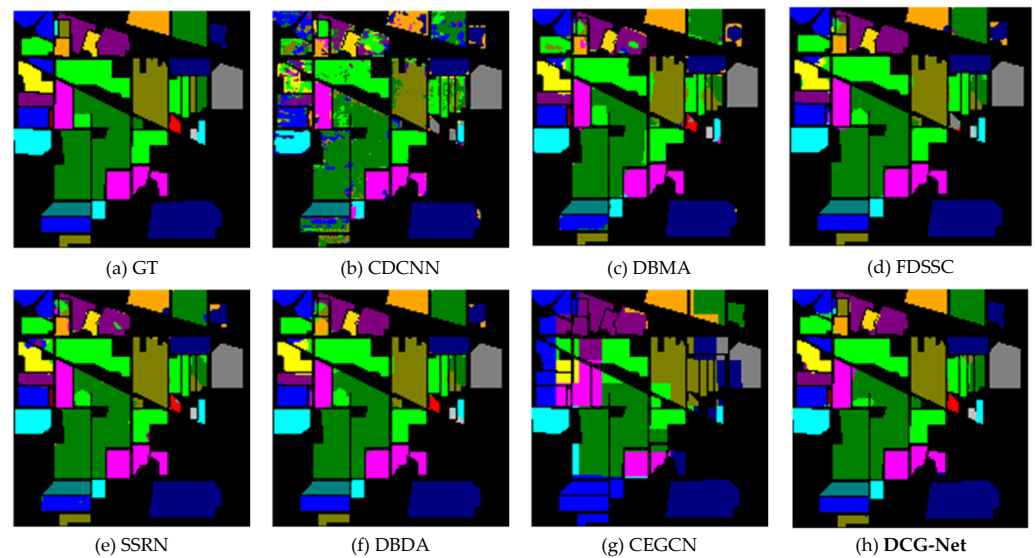 (a) GT
(b) CDCNN
(c) DBMA
(d) FDSSC
(e) SSRN
(f) DBDA
(g) CEGCN
(h) DCG-Net